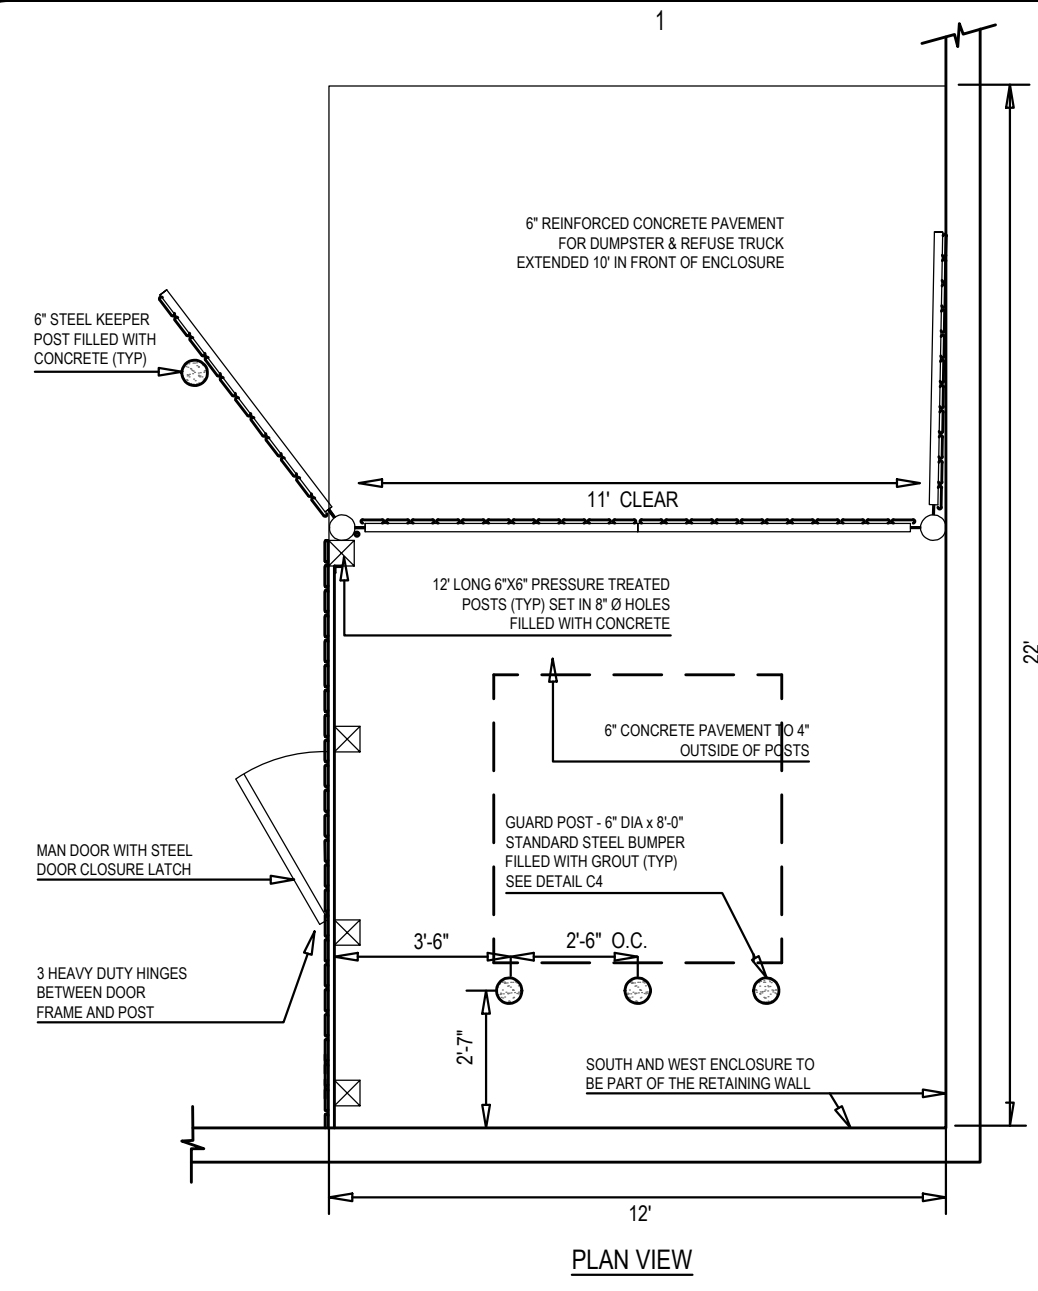 1
6" REINFORCED CONCRETE PAVEMENT
FOR DUMPSTER & REFUSE TRUCK
EXTENDED 10' IN FRONT OF ENCLOSURE
6" STEEL KEEPER
POST FILLED WITH
CONCRETE (TYP)
11' CLEAR
12' LONG 6"X6" PRESSURE TREATED
POSTS (TYP) SET IN 8" Ø HOLES
FILLED WITH CONCRETE
22'
6" CONCRETE PAVEMENT TO 4"
OUTSIDE OF POSTS
GUARD POST - 6" DIA x 8'-0"
STANDARD STEEL BUMPER
FILLED WITH GROUT (TYP)
SEE DETAIL C4
MAN DOOR WITH STEEL
DOOR CLOSURE LATCH
3'-6"
2'-6" O.C.
3 HEAVY DUTY HINGES
BETWEEN DOOR
FRAME AND POST
2'-7"
SOUTH AND WEST ENCLOSURE TO
BE PART OF THE RETAINING WALL
12'
PLAN VIEW